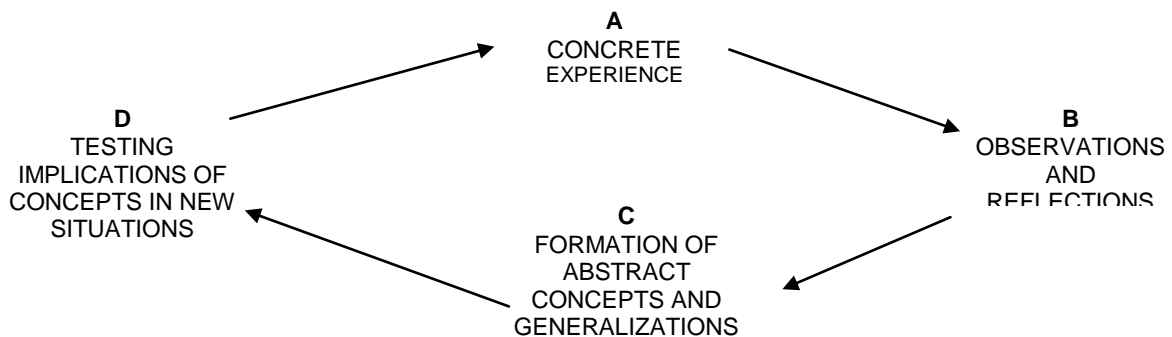 A
CONCRETE
EXPERIENCE
B
OBSERVATIONS
AND
REFLECTIONS
C
FORMATION OF
ABSTRACT
CONCEPTS AND
GENERALIZATIONS
D
TESTING
IMPLICATIONS OF
CONCEPTS IN NEW
SITUATIONS